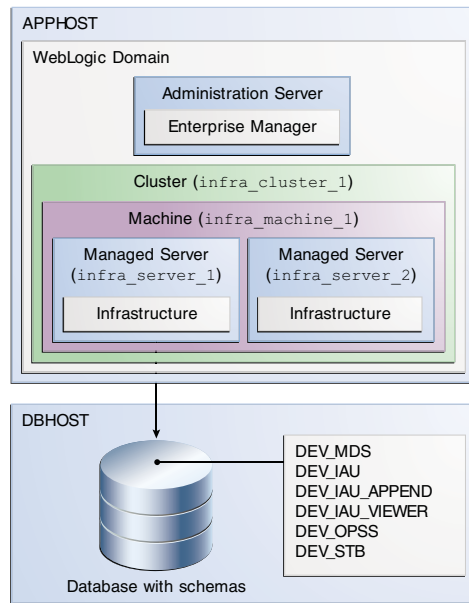 APPHOST
WebLogic Domain
Administration Server
Enterprise Manager
Cluster (infra_cluster_1)
Machine (infra_machine_1)
Managed Server
(infra_server_1)
Infrastructure
Managed Server
(infra_server_2)
Infrastructure
DBHOST
Database with schemas
DEV_MDS
DEV_IAU
DEV_IAU_APPEND
DEV_IAU_VIEWER
DEV_OPSS
DEV_STB